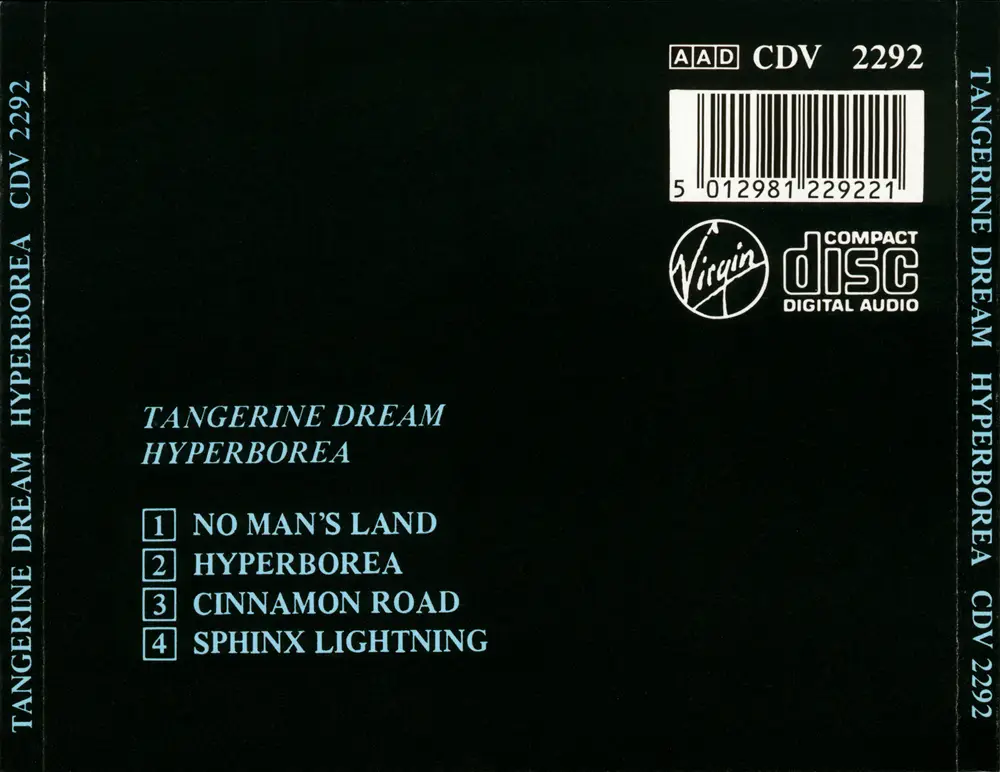 TANGERINE DREAM HYPERBOREA CDV 2292
AAD CDV 2292
5 012981 229221
Virgin
COMPACT
disc
DIGITAL AUDIO
TANGERINE DREAM
HYPERBOREA
1 NO MAN'S LAND
2 HYPERBOREA
3 CINNAMON ROAD
4 SPHINX LIGHTNING
TANGERINE DREAM HYPERBOREA CDV 2292